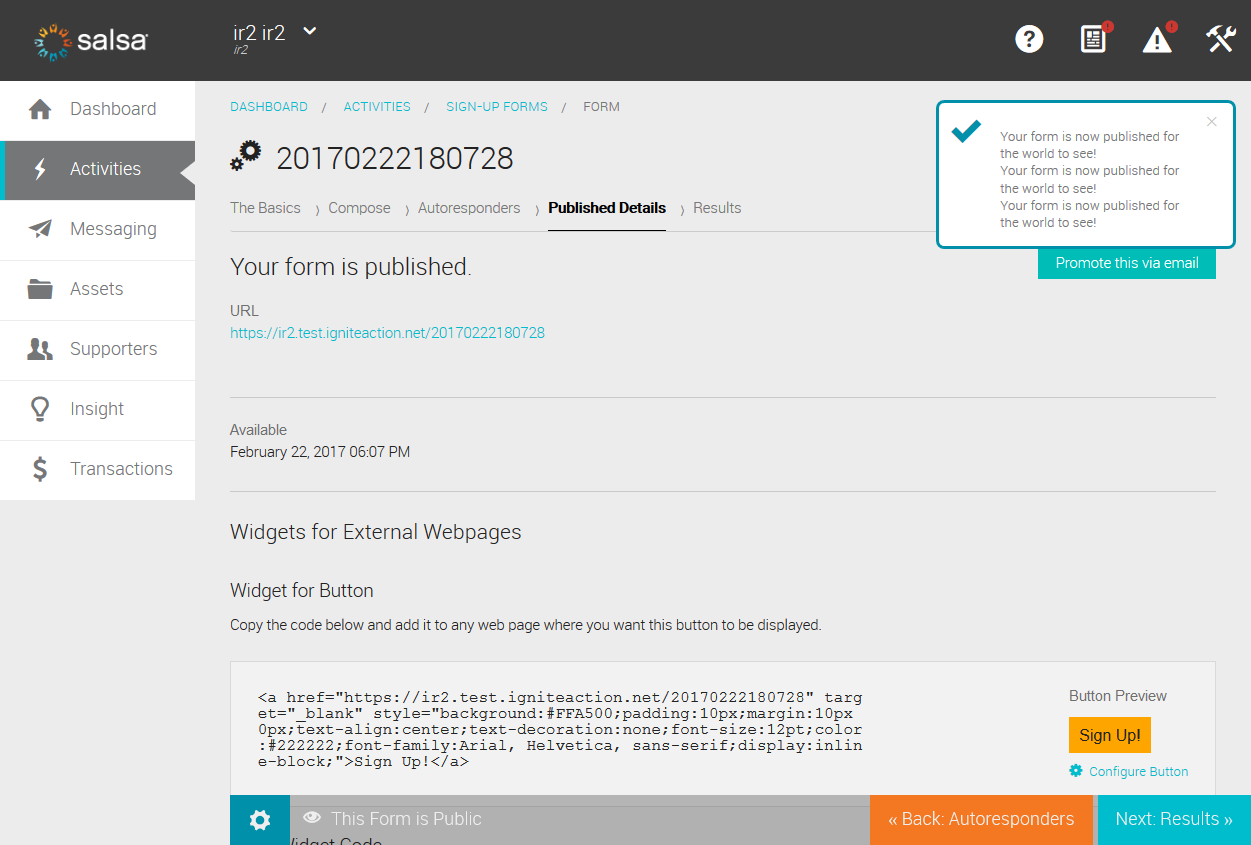 salsa
ir2 ir2
ir2
Dashboard
Activities
Messaging
Assets
Supporters
Insight
Transactions
DASHBOARD / ACTIVITIES / SIGN-UP FORMS / FORM
20170222180728
The Basics › Compose › Autoresponders › Published Details › Results
Your form is now published for
the world to see!
Your form is now published for
the world to see!
Your form is now published for
the world to see!
Your form is published.
Promote this via email
URL
https://ir2.test.igniteaction.net/20170222180728
Available
February 22, 2017 06:07 PM
Widgets for External Webpages
Widget for Button
Copy the code below and add it to any web page where you want this button to be displayed.
<a href="https://ir2.test.igniteaction.net/20170222180728" targ
et="_blank" style="background:#FFA500;padding:10px;margin:10px
0px;text-align:center;text-decoration:none;font-size:12pt;color
:#222222;font-family:Arial, Helvetica, sans-serif;display:inlin
e-block;">Sign Up!</a>
Button Preview
Sign Up!
Configure Button
This Form is Public
« Back: Autoresponders
Next: Results »
Widget Code